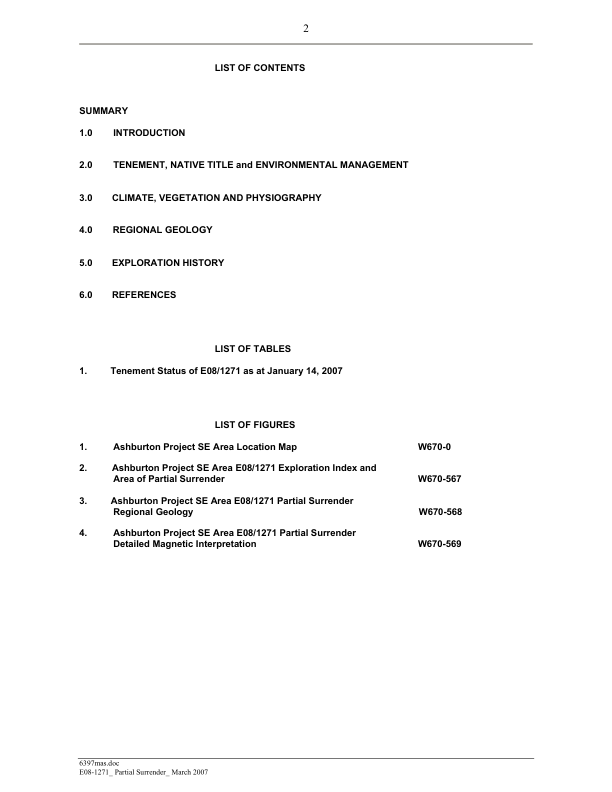 2
LIST OF CONTENTS
SUMMARY
1.0 INTRODUCTION
2.0 TENEMENT, NATIVE TITLE and ENVIRONMENTAL MANAGEMENT
3.0 CLIMATE, VEGETATION AND PHYSIOGRAPHY
4.0 REGIONAL GEOLOGY
5.0 EXPLORATION HISTORY
6.0 REFERENCES
LIST OF TABLES
1. Tenement Status of E08/1271 as at January 14, 2007
LIST OF FIGURES
1. Ashburton Project SE Area Location Map W670-0
2. Ashburton Project SE Area E08/1271 Exploration Index and
Area of Partial Surrender W670-567
3. Ashburton Project SE Area E08/1271 Partial Surrender
Regional Geology W670-568
4. Ashburton Project SE Area E08/1271 Partial Surrender
Detailed Magnetic Interpretation W670-569
6397mas.doc
E08-1271_ Partial Surrender_ March 2007